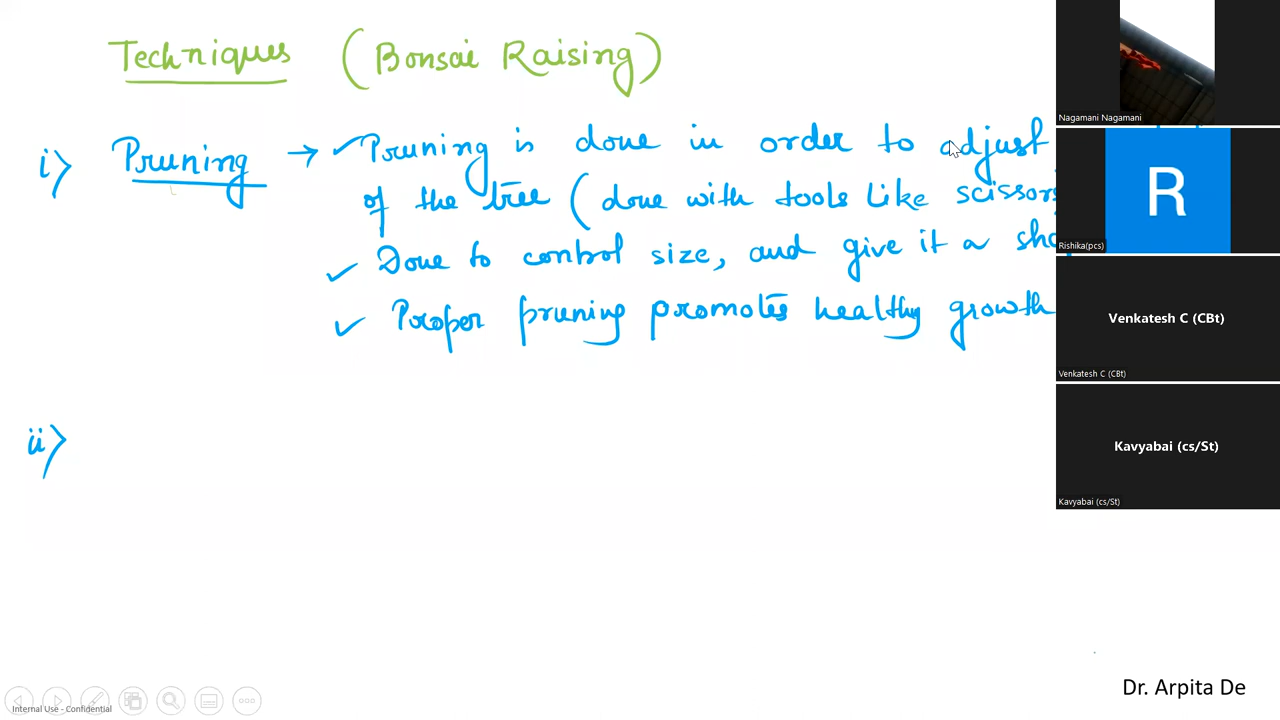 Techniques (Bonsai Raising)
i) Pruning → ✓ Pruning is done in order to adjust
of the tree (done with tools like scissors
✓ Done to control size, and give it a
✓ Proper pruning promotes healthy growth
ii)
Nagamani Nagamani
R
Rishika(pcs)
Venkatesh C (CBt)
Venkatesh C (CBt)
Kavyabai (cs/St)
Kavyabai (cs/St)
Dr. Arpita De
Internal Use - Confidential